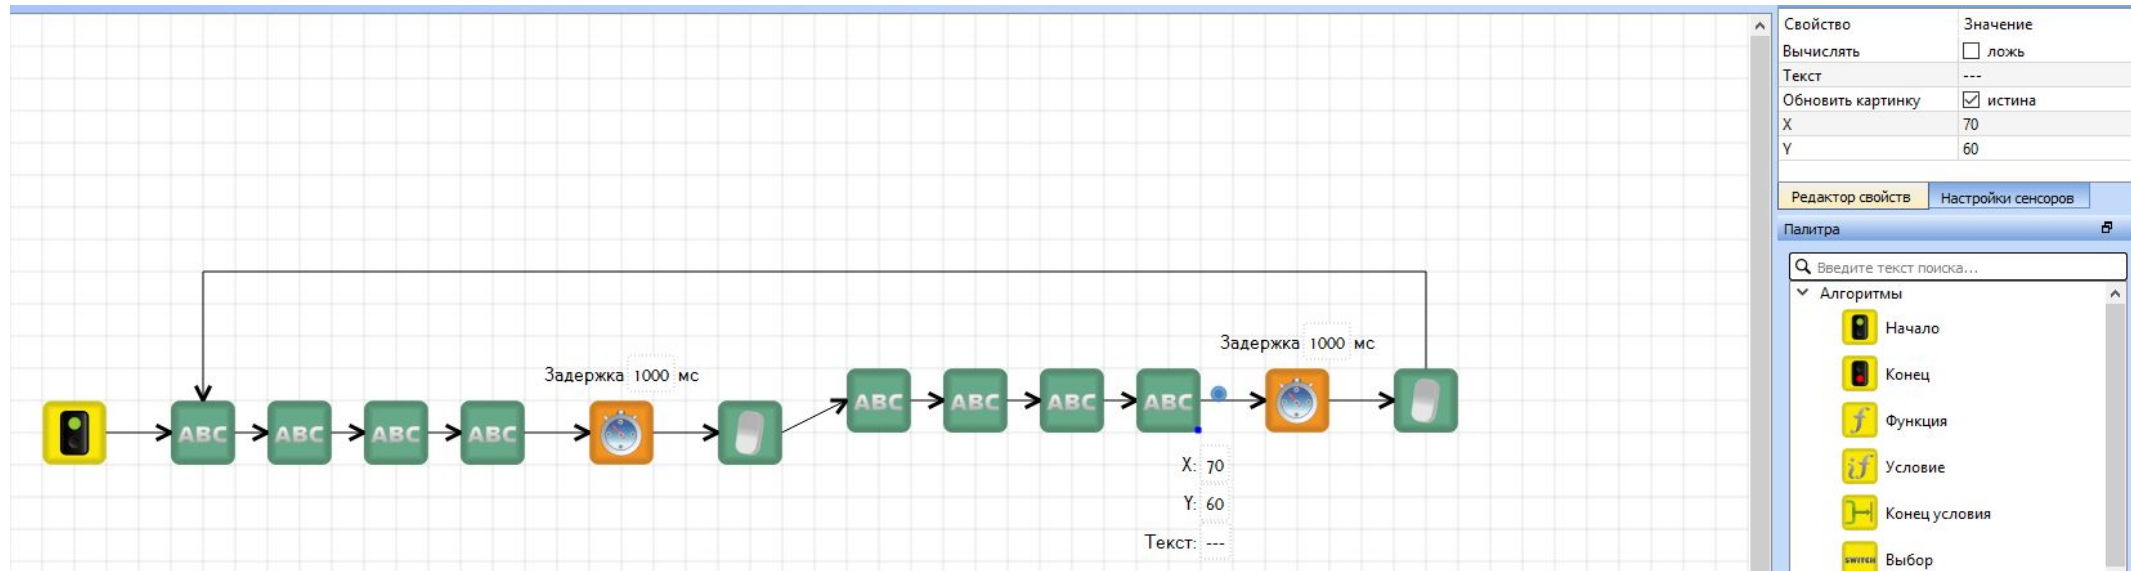 Свойство Значение
Вычислять ложь
Текст ---
Обновить картинку истина
X 70
Y 60
Редактор свойств Настройки сенсоров
Палитра
Введите текст поиска...
Алгоритмы
Начало
Конец
f Функция
if Условие
Конец условия
SWITCH Выбор
Задержка 1000 мс
Задержка 1000 мс
ABC ABC ABC ABC
ABC ABC ABC ABC
X: 70
Y: 60
Текст: ---